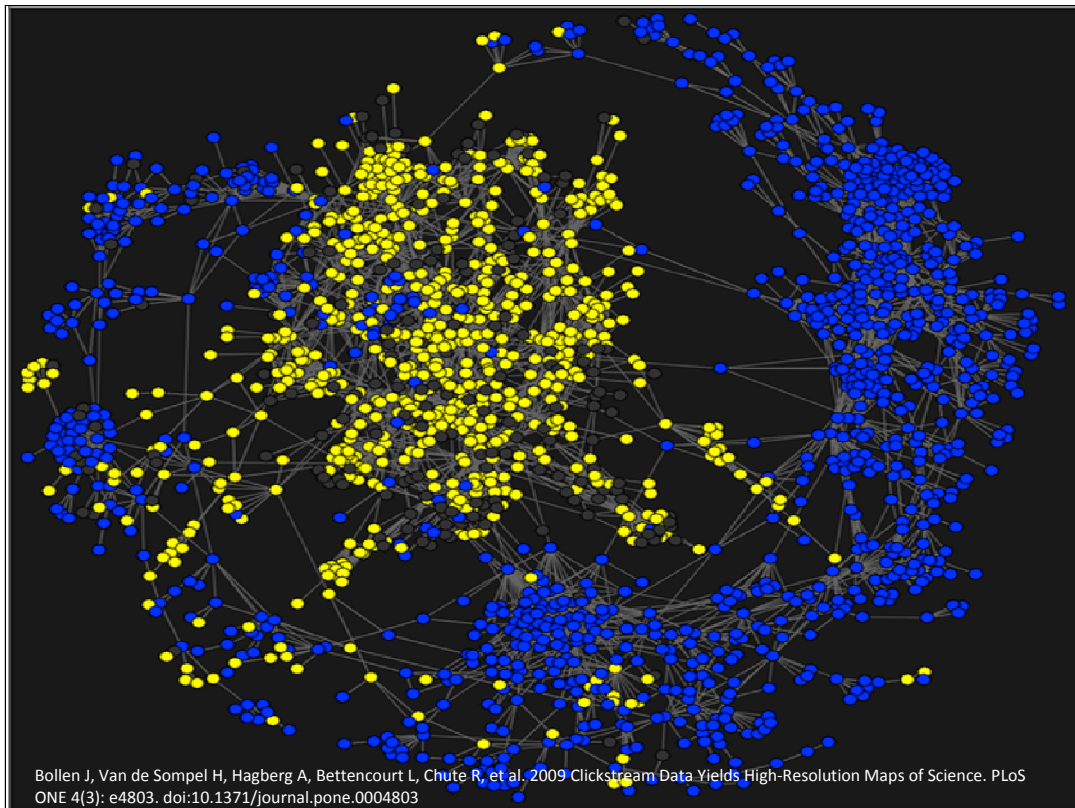 Bollen J, Van de Sompel H, Hagberg A, Bettencourt L, Chute R, et al. 2009 Clickstream Data Yields High-Resolution Maps of Science. PLoS
ONE 4(3): e4803. doi:10.1371/journal.pone.0004803